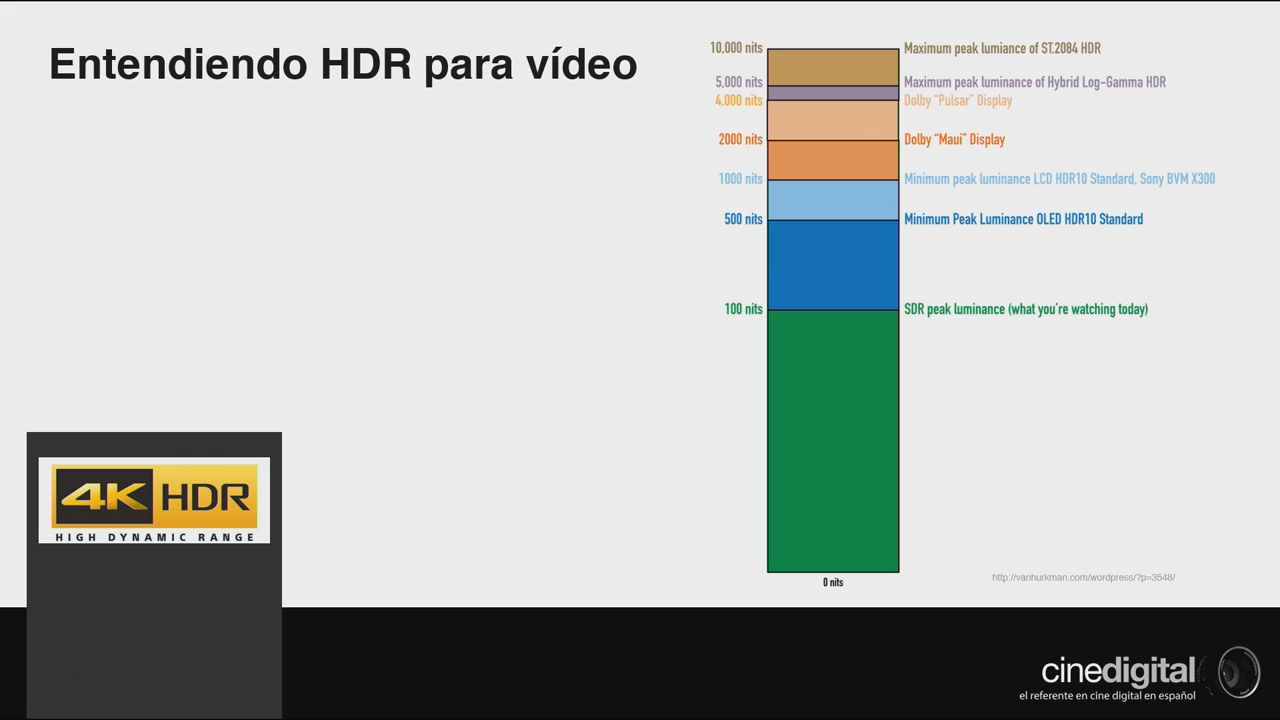 Entendiendo HDR para vídeo
10,000 nits
Maximum peak lumiance of ST.2084 HDR
5,000 nits
Maximum peak luminance of Hybrid Log-Gamma HDR
4,000 nits
Dolby “Pulsar” Display
2000 nits
Dolby “Maui” Display
1000 nits
Minimum peak luminance LCD HDR10 Standard, Sony BVM X300
500 nits
Minimum Peak Luminance OLED HDR10 Standard
100 nits
SDR peak luminance (what you’re watching today)
0 nits
http://vanhurkman.com/wordpress/?p=3548/
4K HDR
HIGH DYNAMIC RANGE
cinedigital
el referente en cine digital en español